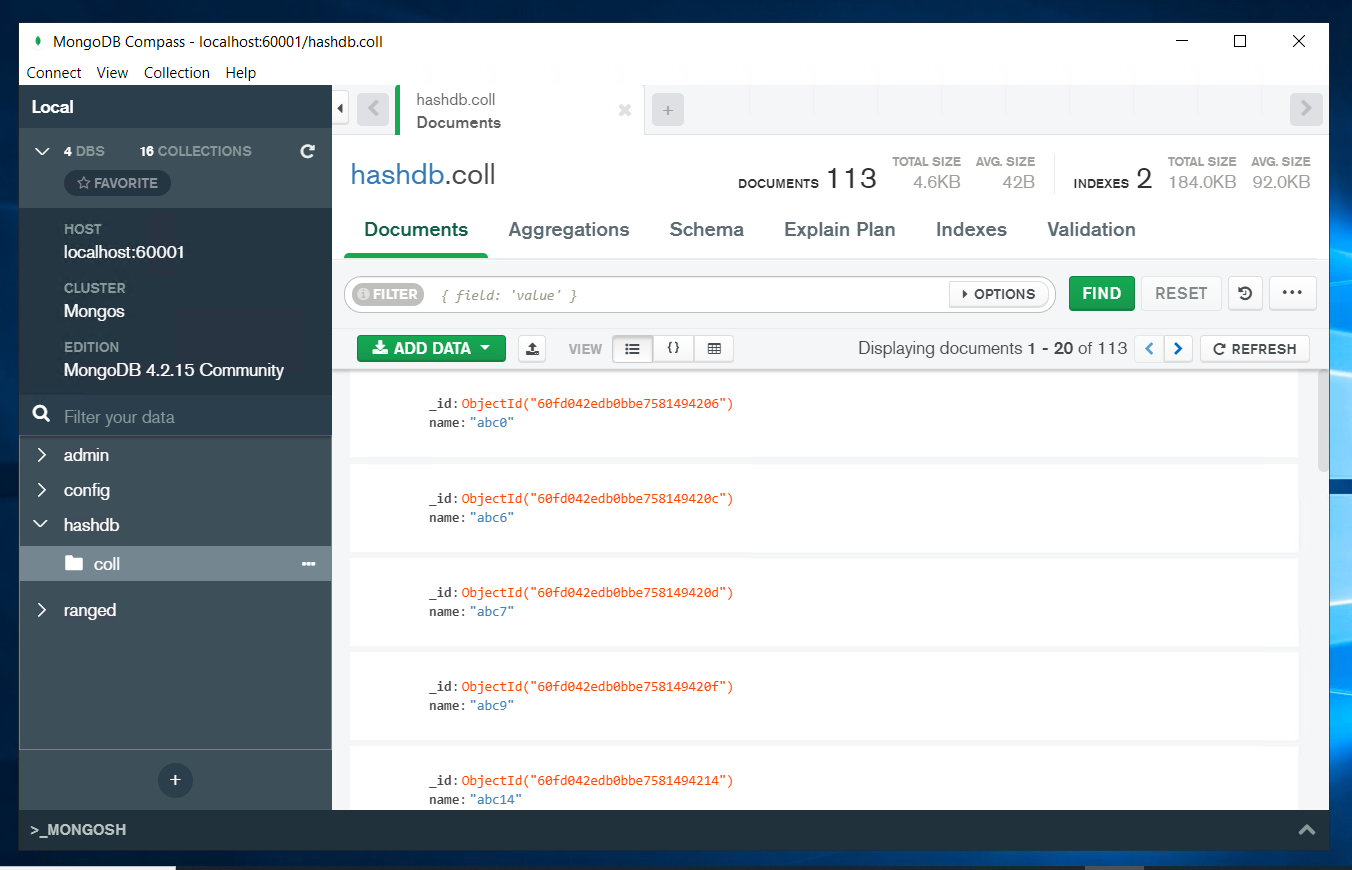 MongoDB Compass - localhost:60001/hashdb.coll
Connect View Collection Help
Local
4 DBS 16 COLLECTIONS
FAVORITE
HOST
localhost:60001
CLUSTER
Mongos
EDITION
MongoDB 4.2.15 Community
Filter your data
admin
config
hashdb
coll
ranged
+
>_MONGOSH
hashdb.coll
Documents
+
hashdb.coll
DOCUMENTS 113
TOTAL SIZE
4.6KB
AVG. SIZE
42B
INDEXES 2
TOTAL SIZE
184.0KB
AVG. SIZE
92.0KB
Documents Aggregations Schema Explain Plan Indexes Validation
FILTER { field: 'value' } OPTIONS FIND RESET ...
ADD DATA VIEW {} Displaying documents 1 - 20 of 113 REFRESH
_id: ObjectId("60fd042edb0bbe7581494206")
name: "abc0"
_id: ObjectId("60fd042edb0bbe758149420c")
name: "abc6"
_id: ObjectId("60fd042edb0bbe758149420d")
name: "abc7"
_id: ObjectId("60fd042edb0bbe758149420f")
name: "abc9"
_id: ObjectId("60fd042edb0bbe7581494214")
name: "abc14"